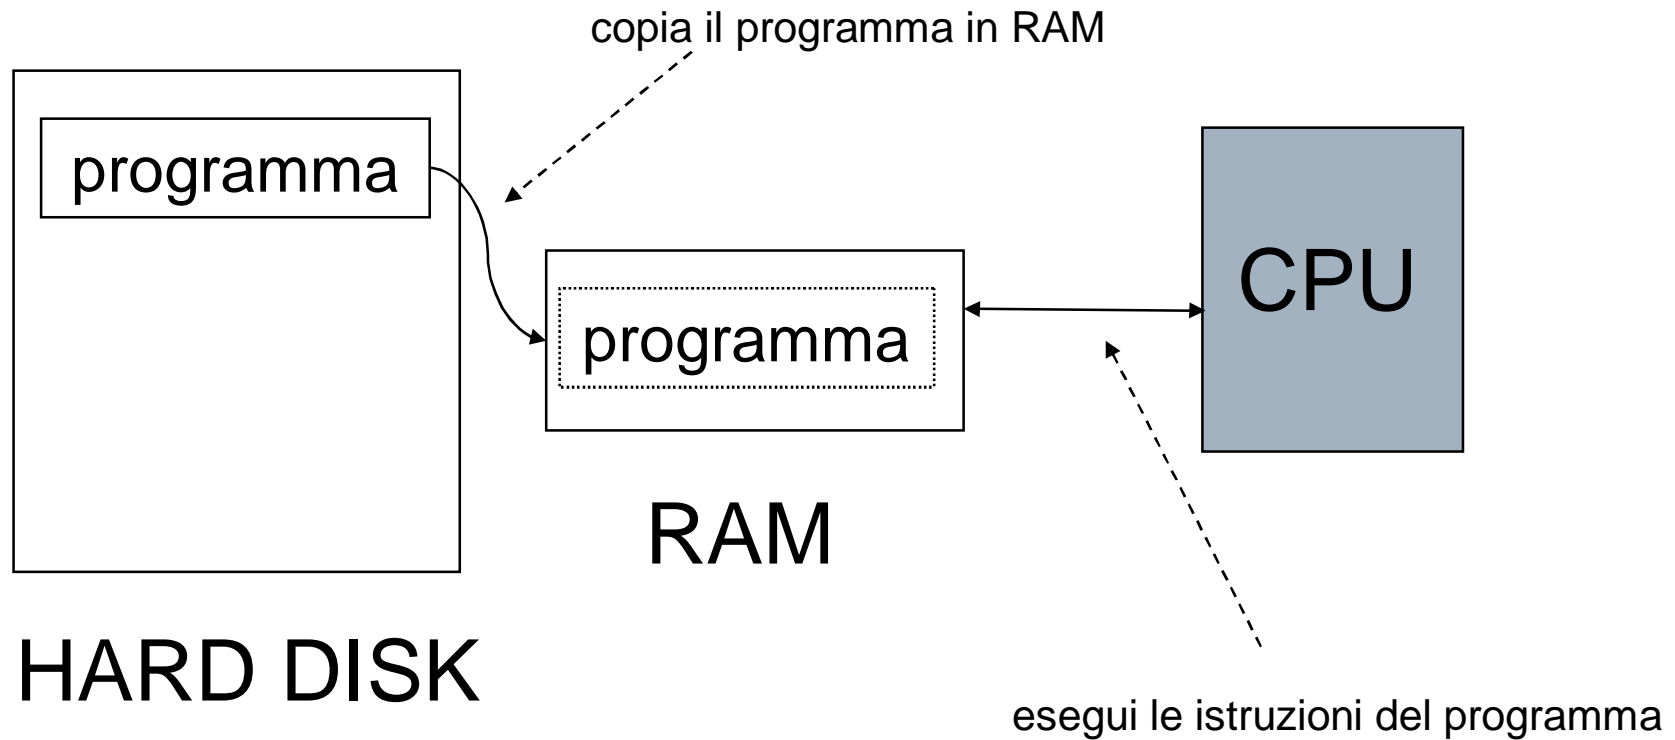 copia il programma in RAM
programma
CPU
programma
RAM
HARD DISK
esegui le istruzioni del programma